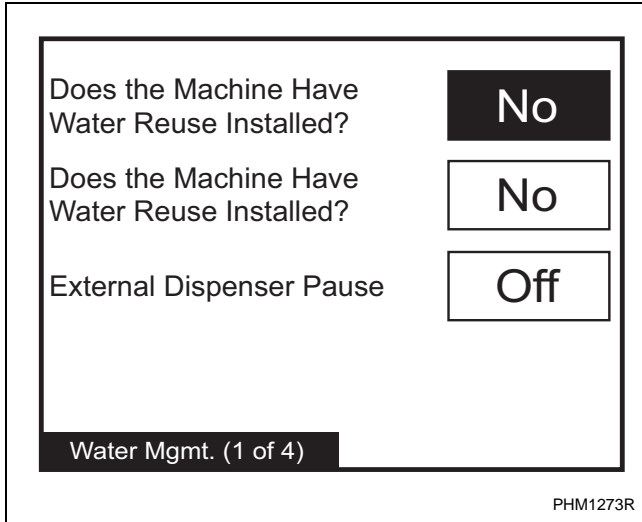 Does the Machine Have
Water Reuse Installed?
No
Does the Machine Have
Water Reuse Installed?
No
External Dispenser Pause
Off
Water Mgmt. (1 of 4)
PHM1273R